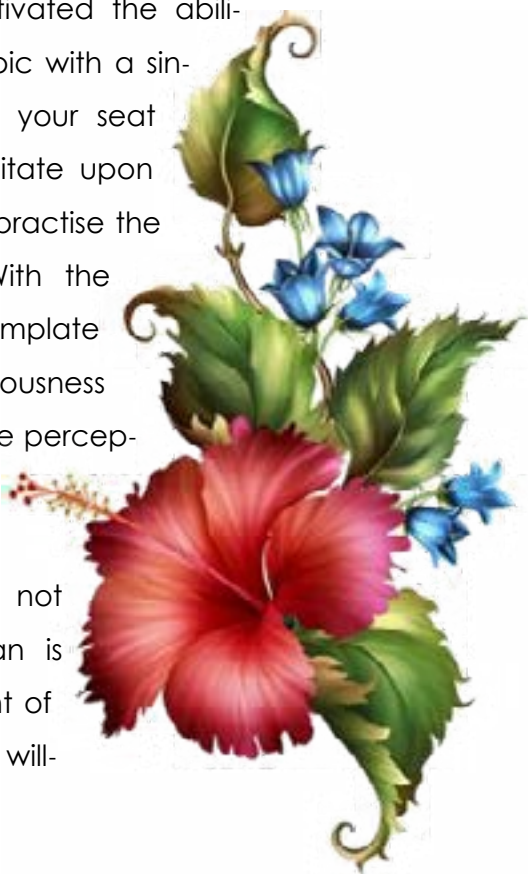 tivated the abili-
pic with a sin-
your seat
itate upon
practise the
With the
mplate
ousness
e percep-
not
an is
t of
will-